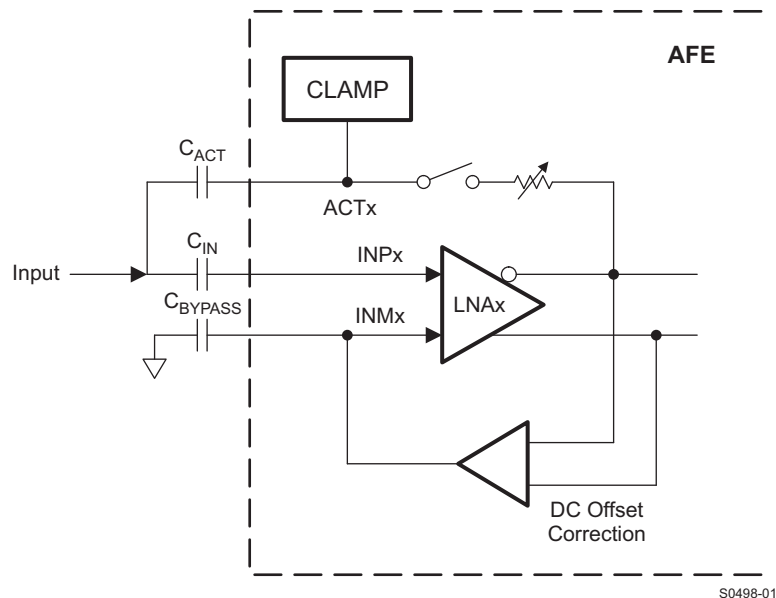 AFE
CLAMP
C_ACT
ACTx
C_IN
Input
INPx
C_BYPASS
INMx
LNAx
DC Offset
Correction
S0498-01